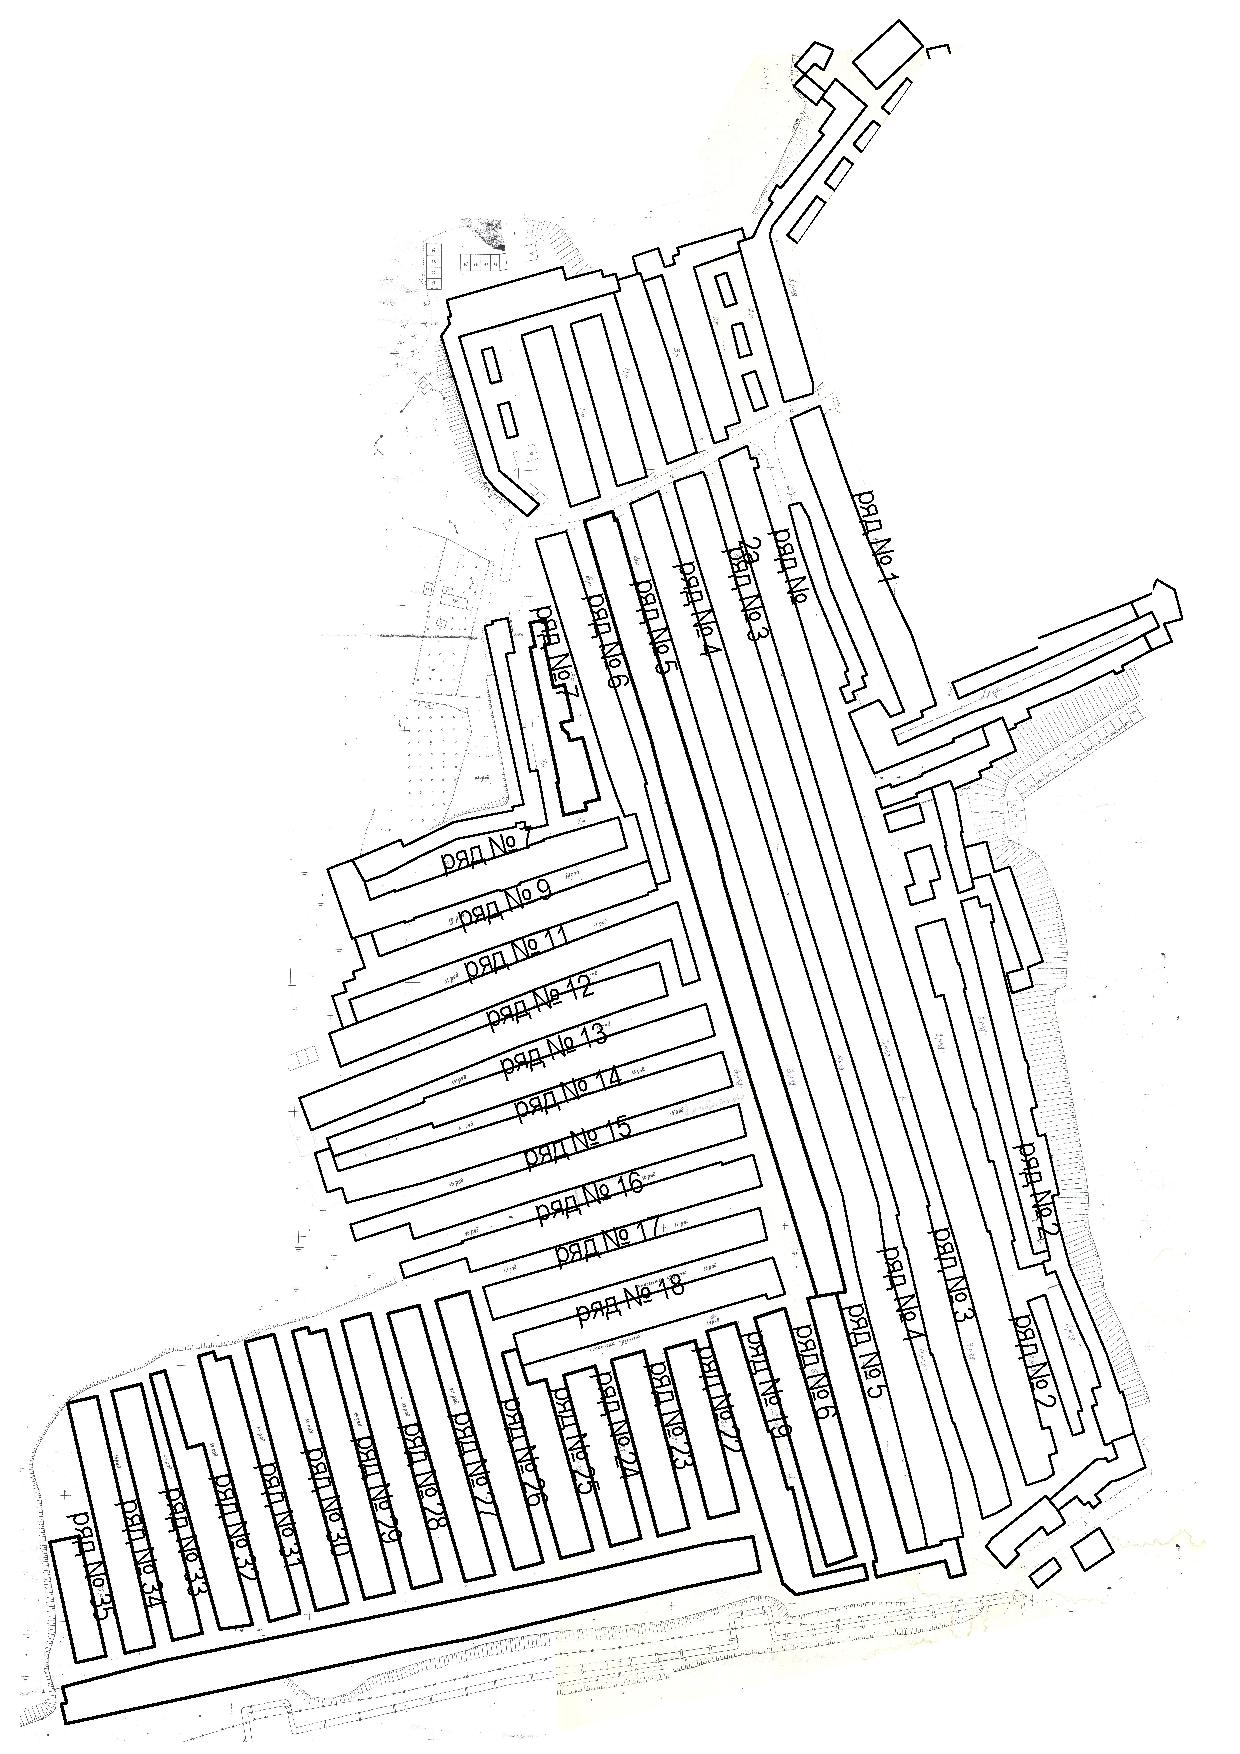 ряд № 1
ряд №
2а
ряд № 3
ряд № 4
ряд № 5
ряд № 6
ряд № 7
ряд № 7
ряд № 9
ряд № 11
ряд № 12
ряд № 13
ряд № 14
ряд № 15
ряд № 16
ряд № 17
ряд № 18
ряд № 2
ряд № 3
ряд № 4
ряд № 2
ряд № 5
ряд № 6
ряд № 19
ряд № 22
ряд № 23
ряд № 24
ряд № 25
ряд № 26
ряд № 27
ряд № 28
ряд № 29
ряд № 30
ряд № 31
ряд № 32
ряд № 33
ряд № 34
ряд № 35